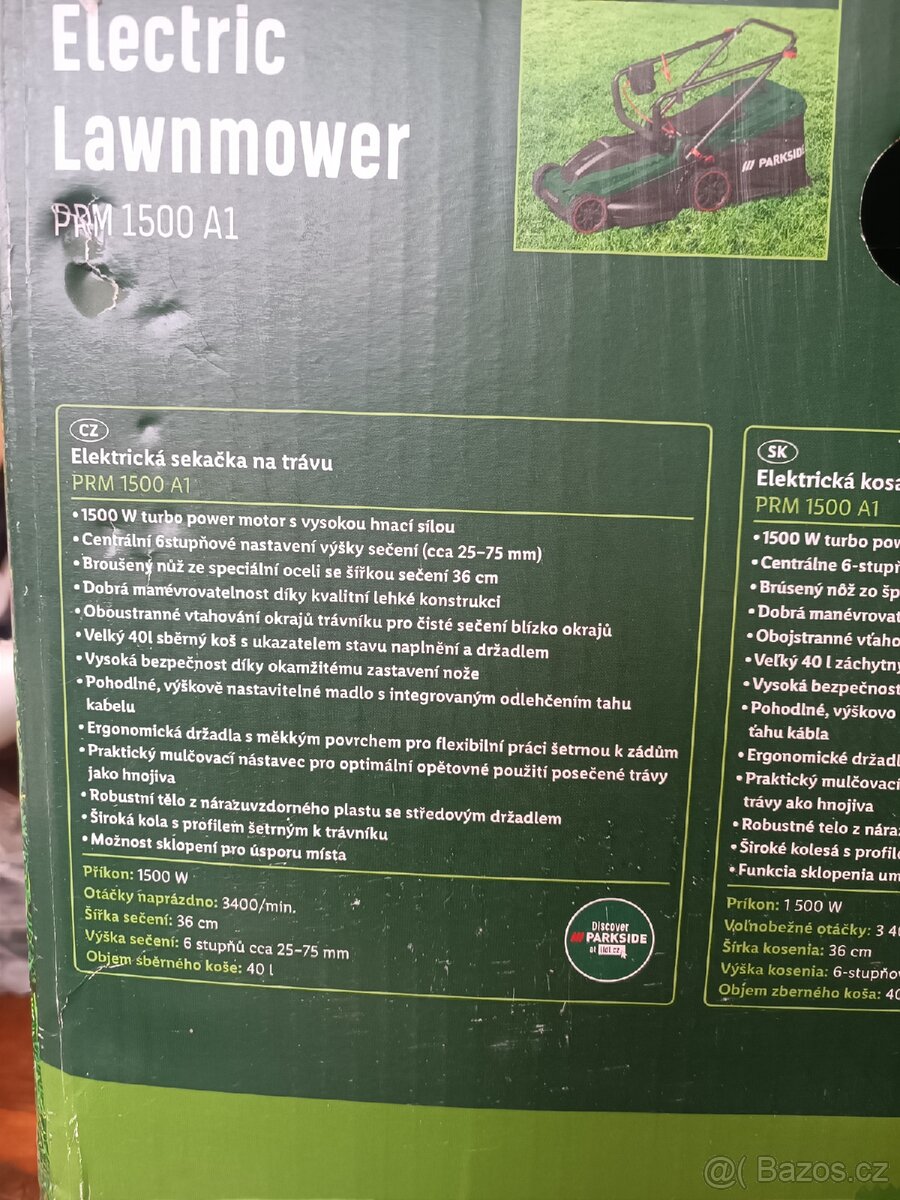 Electric
Lawnmower
PRM 1500 A1
PARKSIDE
CZ
Elektrická sekačka na trávu
PRM 1500 A1
• 1500 W turbo power motor s vysokou hnací sílou
• Centrální 6stupňové nastavení výšky sečení (cca 25–75 mm)
• Broušený nůž ze speciální oceli se šířkou sečení 36 cm
• Dobrá manévrovatelnost díky kvalitní lehké konstrukci
• Oboustranné vtahování okrajů trávníku pro čisté sečení blízko okrajů
• Velký 40l sběrný koš s ukazatelem stavu naplnění a držadlem
• Vysoká bezpečnost díky okamžitému zastavení nože
• Pohodlné, výškově nastavitelné madlo s integrovaným odlehčením tahu
kabelu
• Ergonomická držadla s měkkým povrchem pro flexibilní práci šetrnou k zádům
• Praktický mulčovací nástavec pro optimální opětovné použití posečené trávy
jako hnojiva
• Robustní tělo z nárazuvzdorného plastu se středovým držadlem
• Široká kola s profilem šetrným k trávníku
• Možnost sklopení pro úsporu místa
Příkon: 1500 W
Otáčky naprázdno: 3400/min.
Šířka sečení: 36 cm
Výška sečení: 6 stupňů cca 25–75 mm
Objem sběrného koše: 40 l
Discover
PARKSIDE
at lidl.cz
SK
Elektrická kosa
PRM 1500 A1
• 1500 W turbo pow
• Centrálne 6-stupň
• Brúsený nôž zo šp
• Dobrá manévrovat
• Obojstranné vťaho
• Veľký 40 l záchytný
• Vysoká bezpečnost
• Pohodlné, výškovo
ťahu kábla
• Ergonomické držadl
• Praktický mulčovací
trávy ako hnojiva
• Robustné telo z nára
• Široké kolesá s profil
• Funkcia sklopenia um
Príkon: 1 500 W
Voľnobežné otáčky: 3 40
Šírka kosenia: 36 cm
Výška kosenia: 6-stupňov
Objem zberného koša: 40
@( Bazos.cz